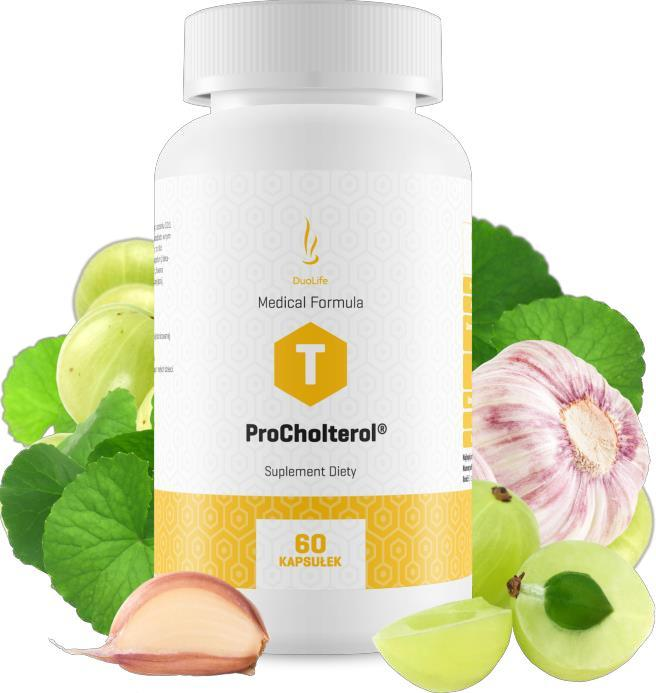 DuoLife
Medical Formula
T
ProCholterol®
Suplement Diety
60
KAPSUŁEK